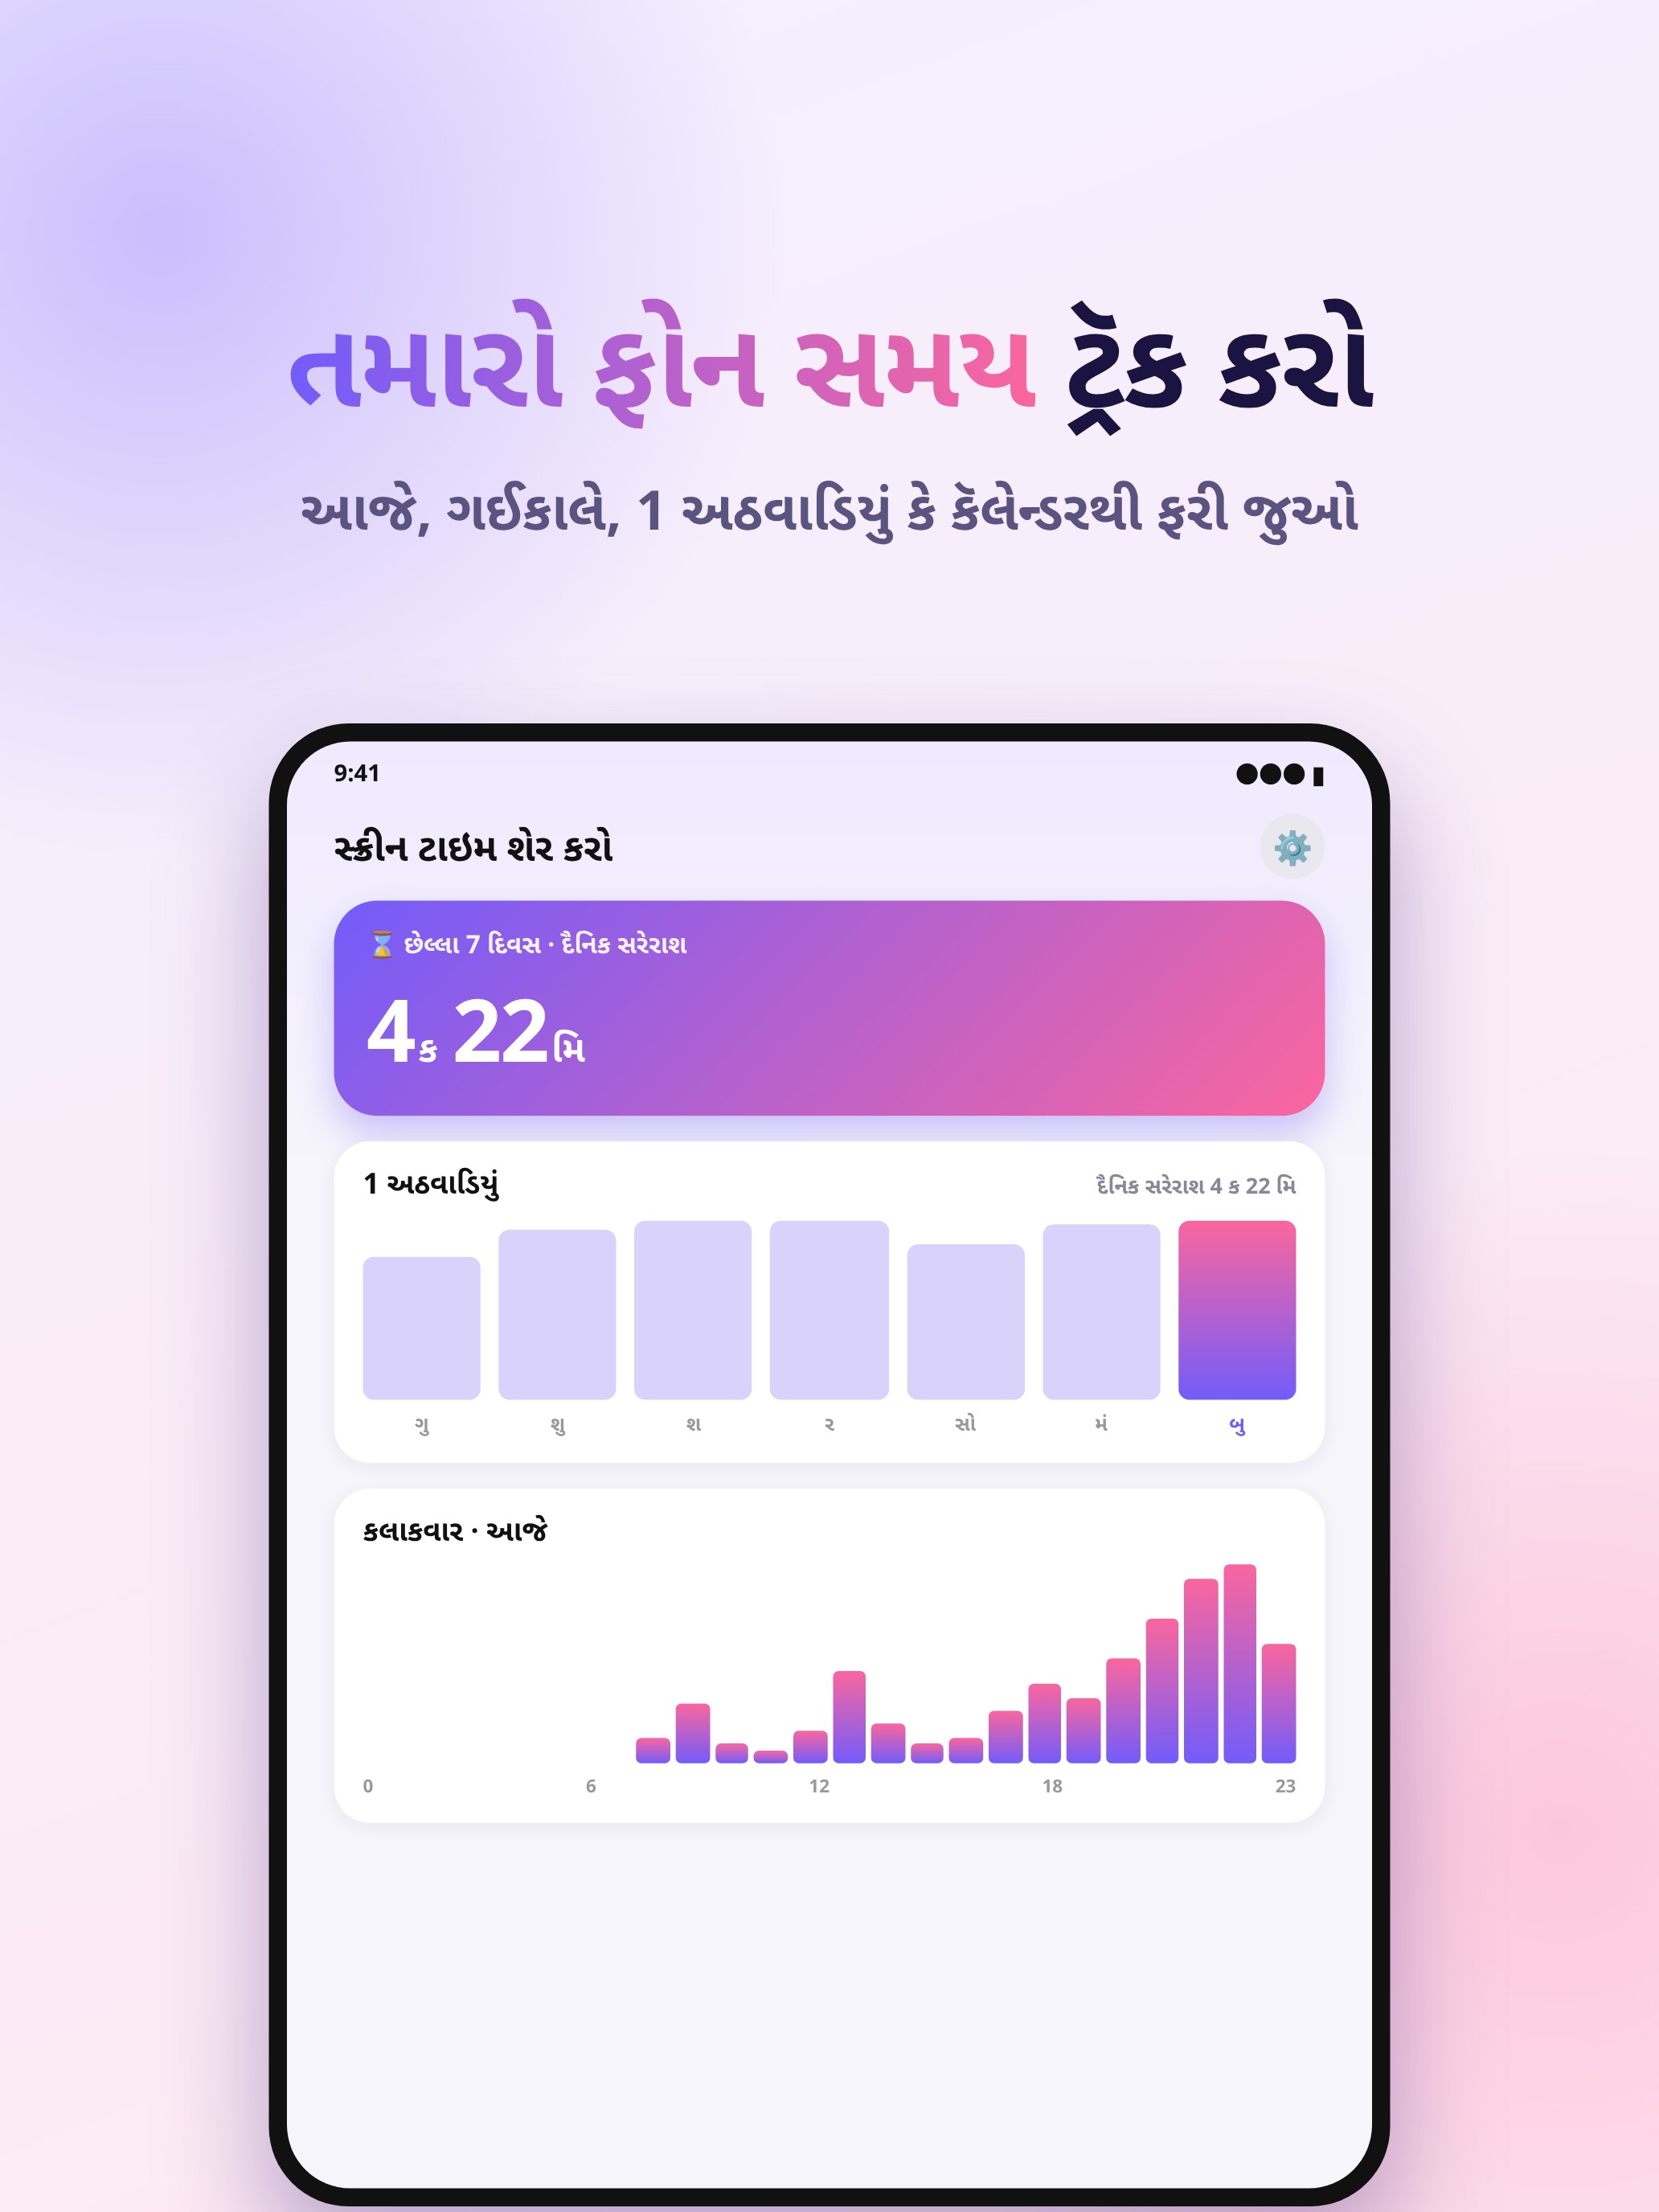 તમારો ફોન સમય ટ્રૅક કરો
આજે, ગઈકાલે, 1 અઠવાડિયું કે કૅલેન્ડરથી ફરી જુઓ
9:41
સ્ક્રીન ટાઇમ શેર કરો
છેલ્લા 7 દિવસ · દૈનિક સરેરાશ
4ક 22મિ
1 અઠવાડિયું
દૈનિક સરેરાશ 4 ક 22 મિ
ગુ શુ શ ર સો મં બુ
કલાકવાર · આજે
0 6 12 18 23